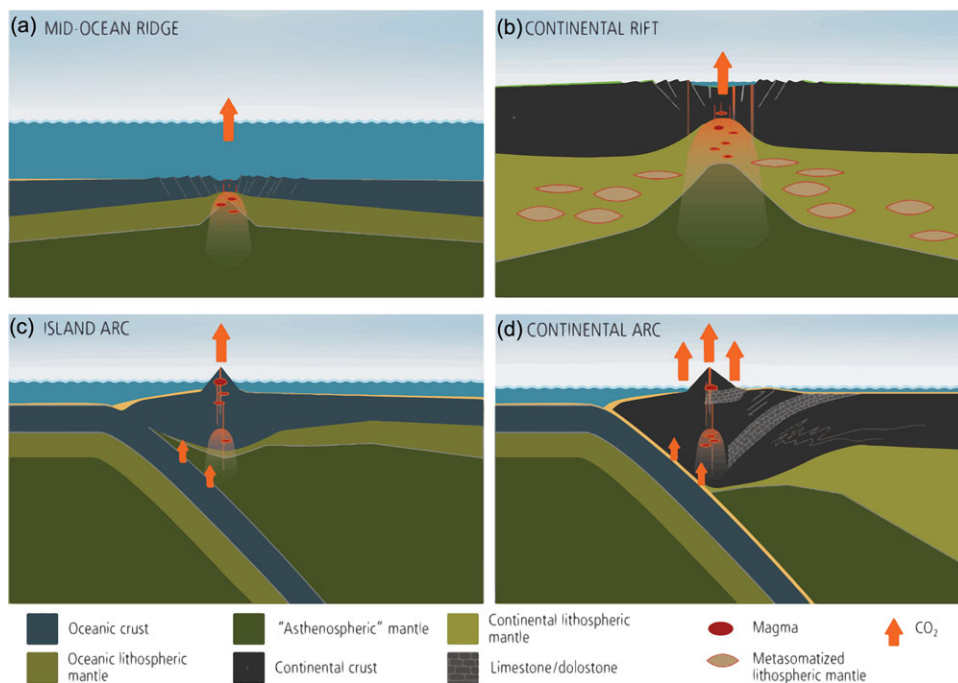 (a) MID-OCEAN RIDGE
(b) CONTINENTAL RIFT
(c) ISLAND ARC
(d) CONTINENTAL ARC
Oceanic crust
"Asthenospheric" mantle
Continental lithospheric
mantle
Magma
CO₂
Oceanic lithospheric
mantle
Continental crust
Limestone/dolostone
Metasomatized
lithospheric mantle